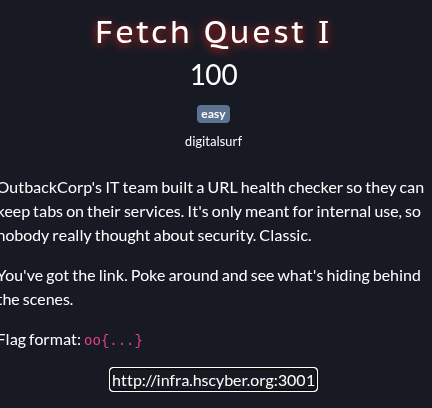 Fetch Quest I
100
easy
digitalsurf
OutbackCorp's IT team built a URL health checker so they can
keep tabs on their services. It's only meant for internal use, so
nobody really thought about security. Classic.
You've got the link. Poke around and see what's hiding behind
the scenes.
Flag format: oo{...}
http://infra.hscyber.org:3001